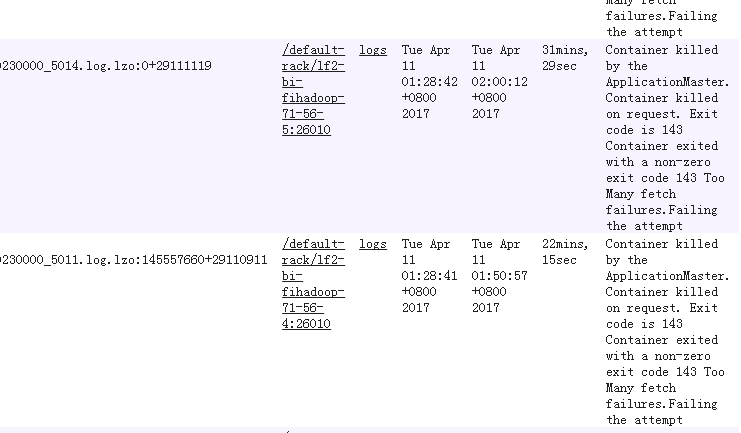 many fetch
failures.Failing
the attempt
0230000_5014.log.lzo:0+29111119
/default-
rack/lf2-
bi-
fihadoop-
71-56-
5:26010
logs
Tue Apr
11
01:28:42
+0800
2017
Tue Apr
11
02:00:12
+0800
2017
31mins,
29sec
Container killed
by the
ApplicationMaster.
Container killed
on request. Exit
code is 143
Container exited
with a non-zero
exit code 143 Too
Many fetch
failures.Failing
the attempt
0230000_5011.log.lzo:145557660+29110911
/default-
rack/lf2-
bi-
fihadoop-
71-56-
4:26010
logs
Tue Apr
11
01:28:41
+0800
2017
Tue Apr
11
01:50:57
+0800
2017
22mins,
15sec
Container killed
by the
ApplicationMaster.
Container killed
on request. Exit
code is 143
Container exited
with a non-zero
exit code 143 Too
Many fetch
failures.Failing
the attempt